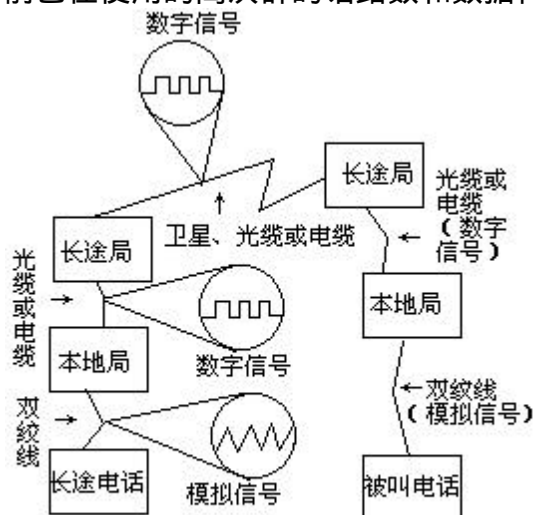 数字信号
长途局
光缆或
电缆
(数字
信号)
卫星、光缆或电缆
长途局
光缆或电缆
本地局
本地局
数字信号
双绞线
双绞线
(模拟信号)
长途电话
模拟信号
被叫电话